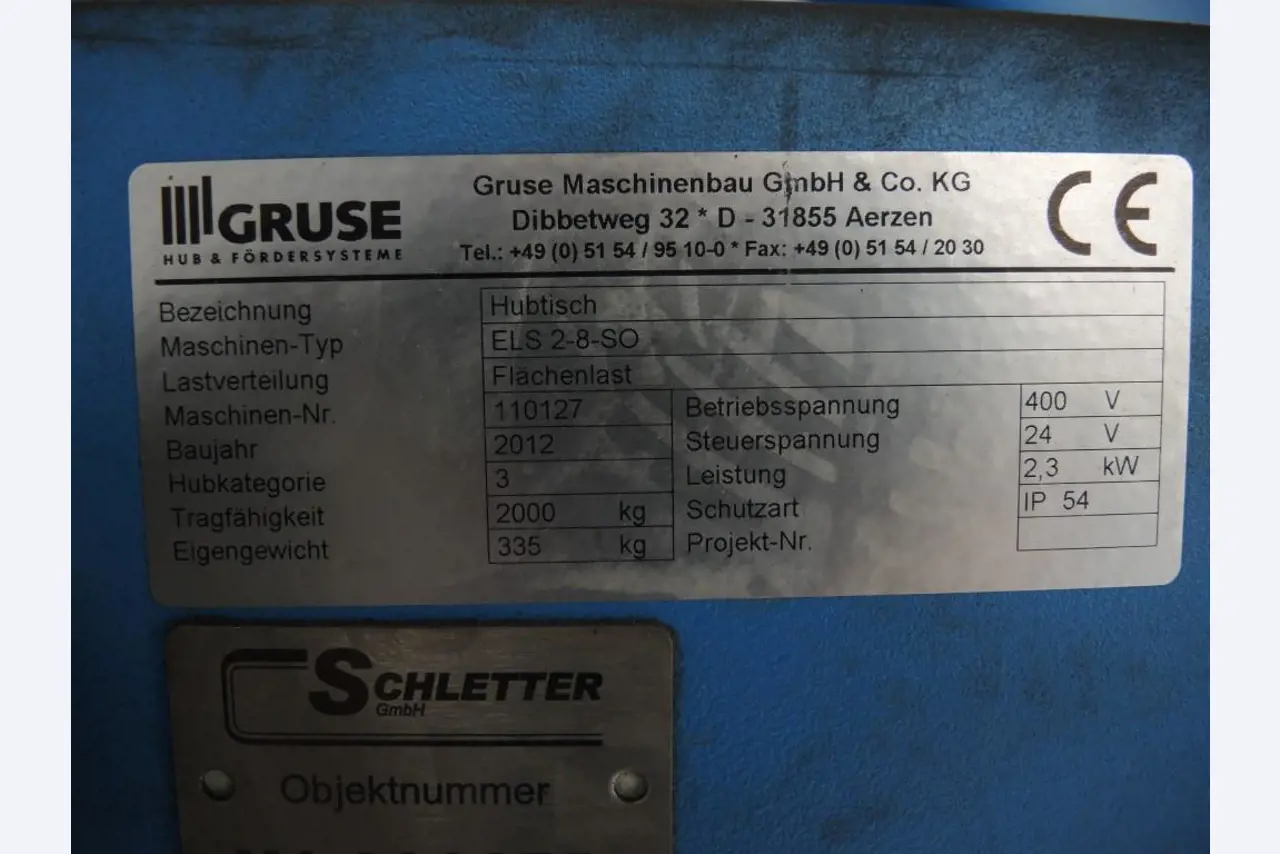 GRUSE
HUB & FÖRDERSYSTEME
Gruse Maschinenbau GmbH & Co. KG
Dibbetweg 32 * D - 31855 Aerzen
Tel.: +49 (0) 51 54 / 95 10-0 * Fax: +49 (0) 51 54 / 20 30
CE
Bezeichnung Hubtisch
Maschinen-Typ ELS 2-8-SO
Lastverteilung Flächenlast
Maschinen-Nr. 110127 Betriebsspannung 400 V
Baujahr 2012 Steuerspannung 24 V
Hubkategorie 3 Leistung 2,3 kW
Tragfähigkeit 2000 kg Schutzart IP 54
Eigengewicht 335 kg Projekt-Nr.
SCHLETTER
GmbH
Objektnummer